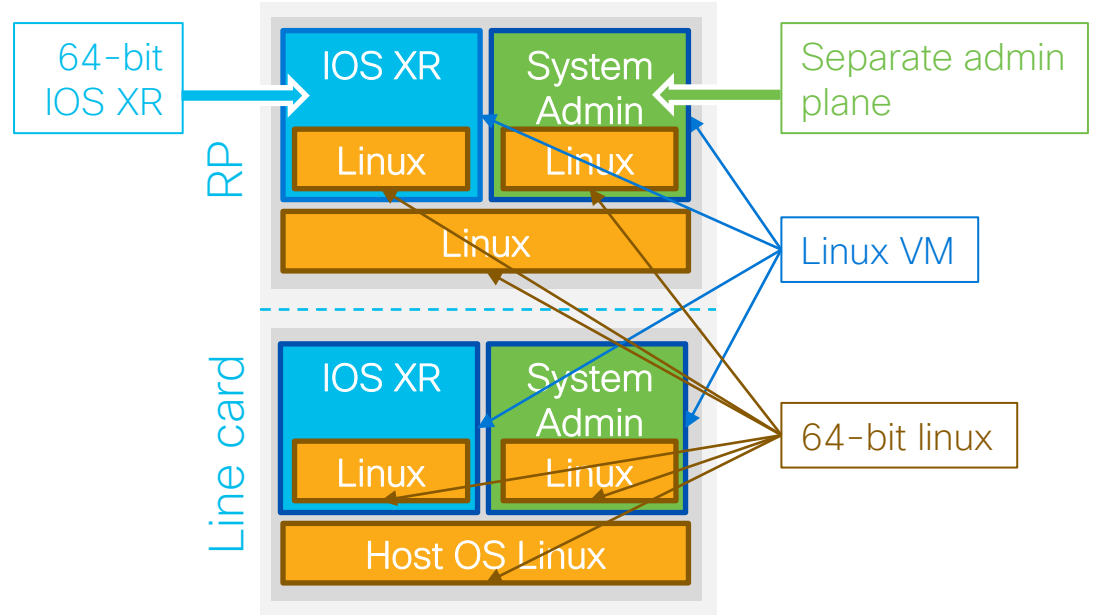 64-bit
IOS XR
IOS XR
System
Admin
Linux
Linux
Linux
RP
Separate admin
plane
Linux VM
IOS XR
System
Admin
Linux
Linux
Host OS Linux
Line card
64-bit linux